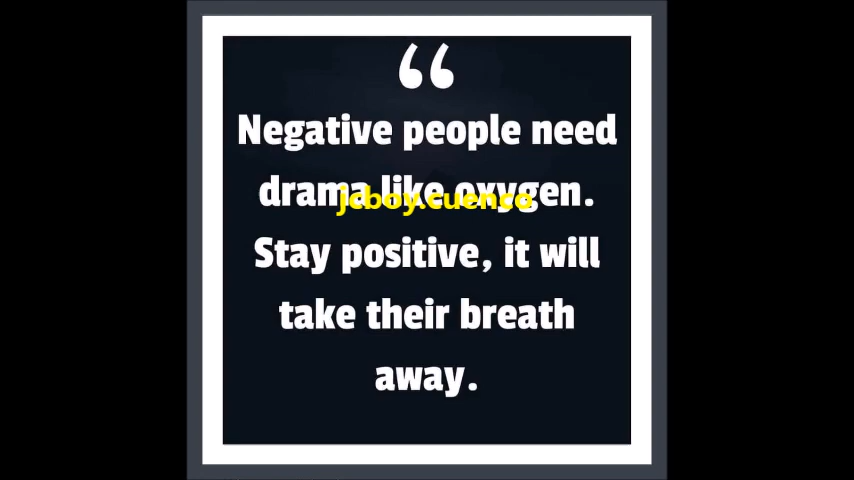 “
Negative people need
drama like oxygen.
jcboy.cuenco
Stay positive, it will
take their breath
away.